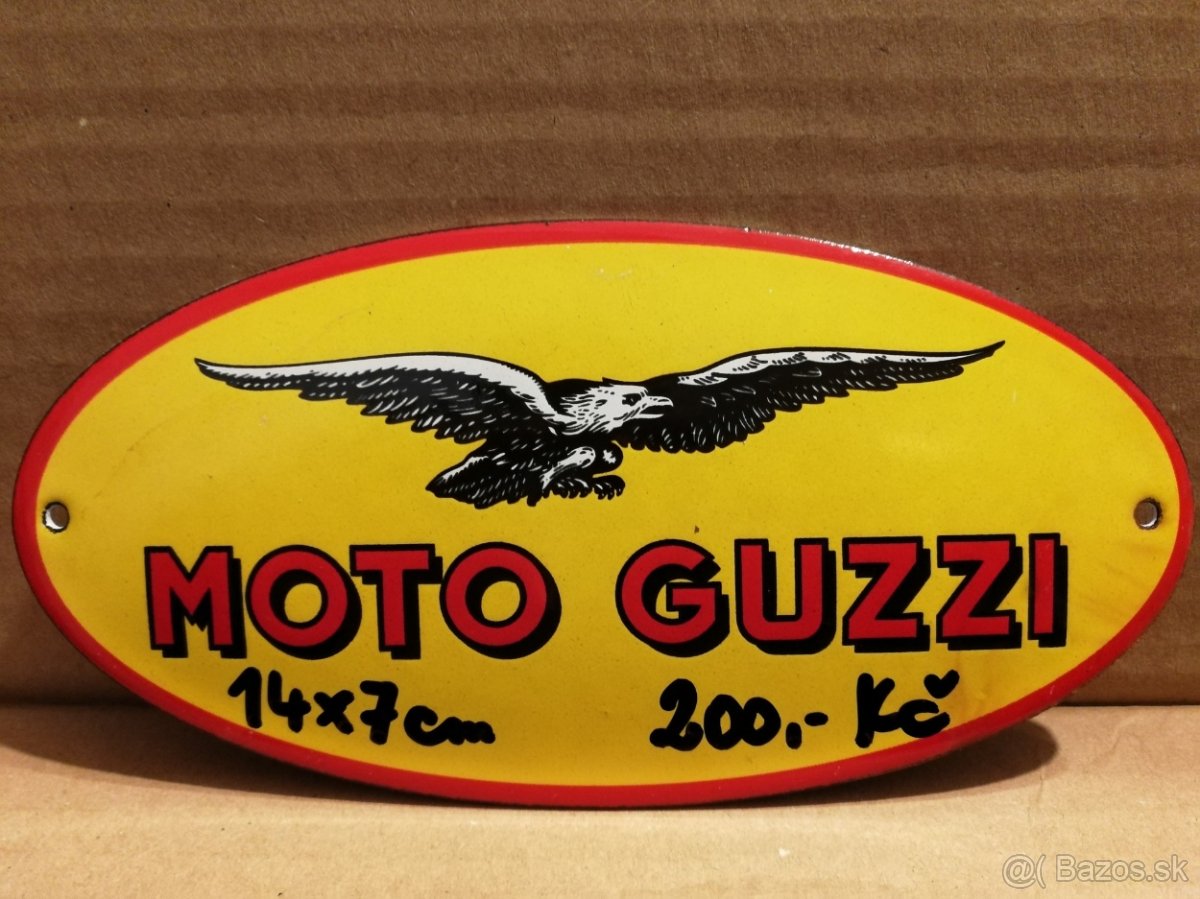 MOTO GUZZI
14x7cm 200,- Kč
@( Bazos.sk